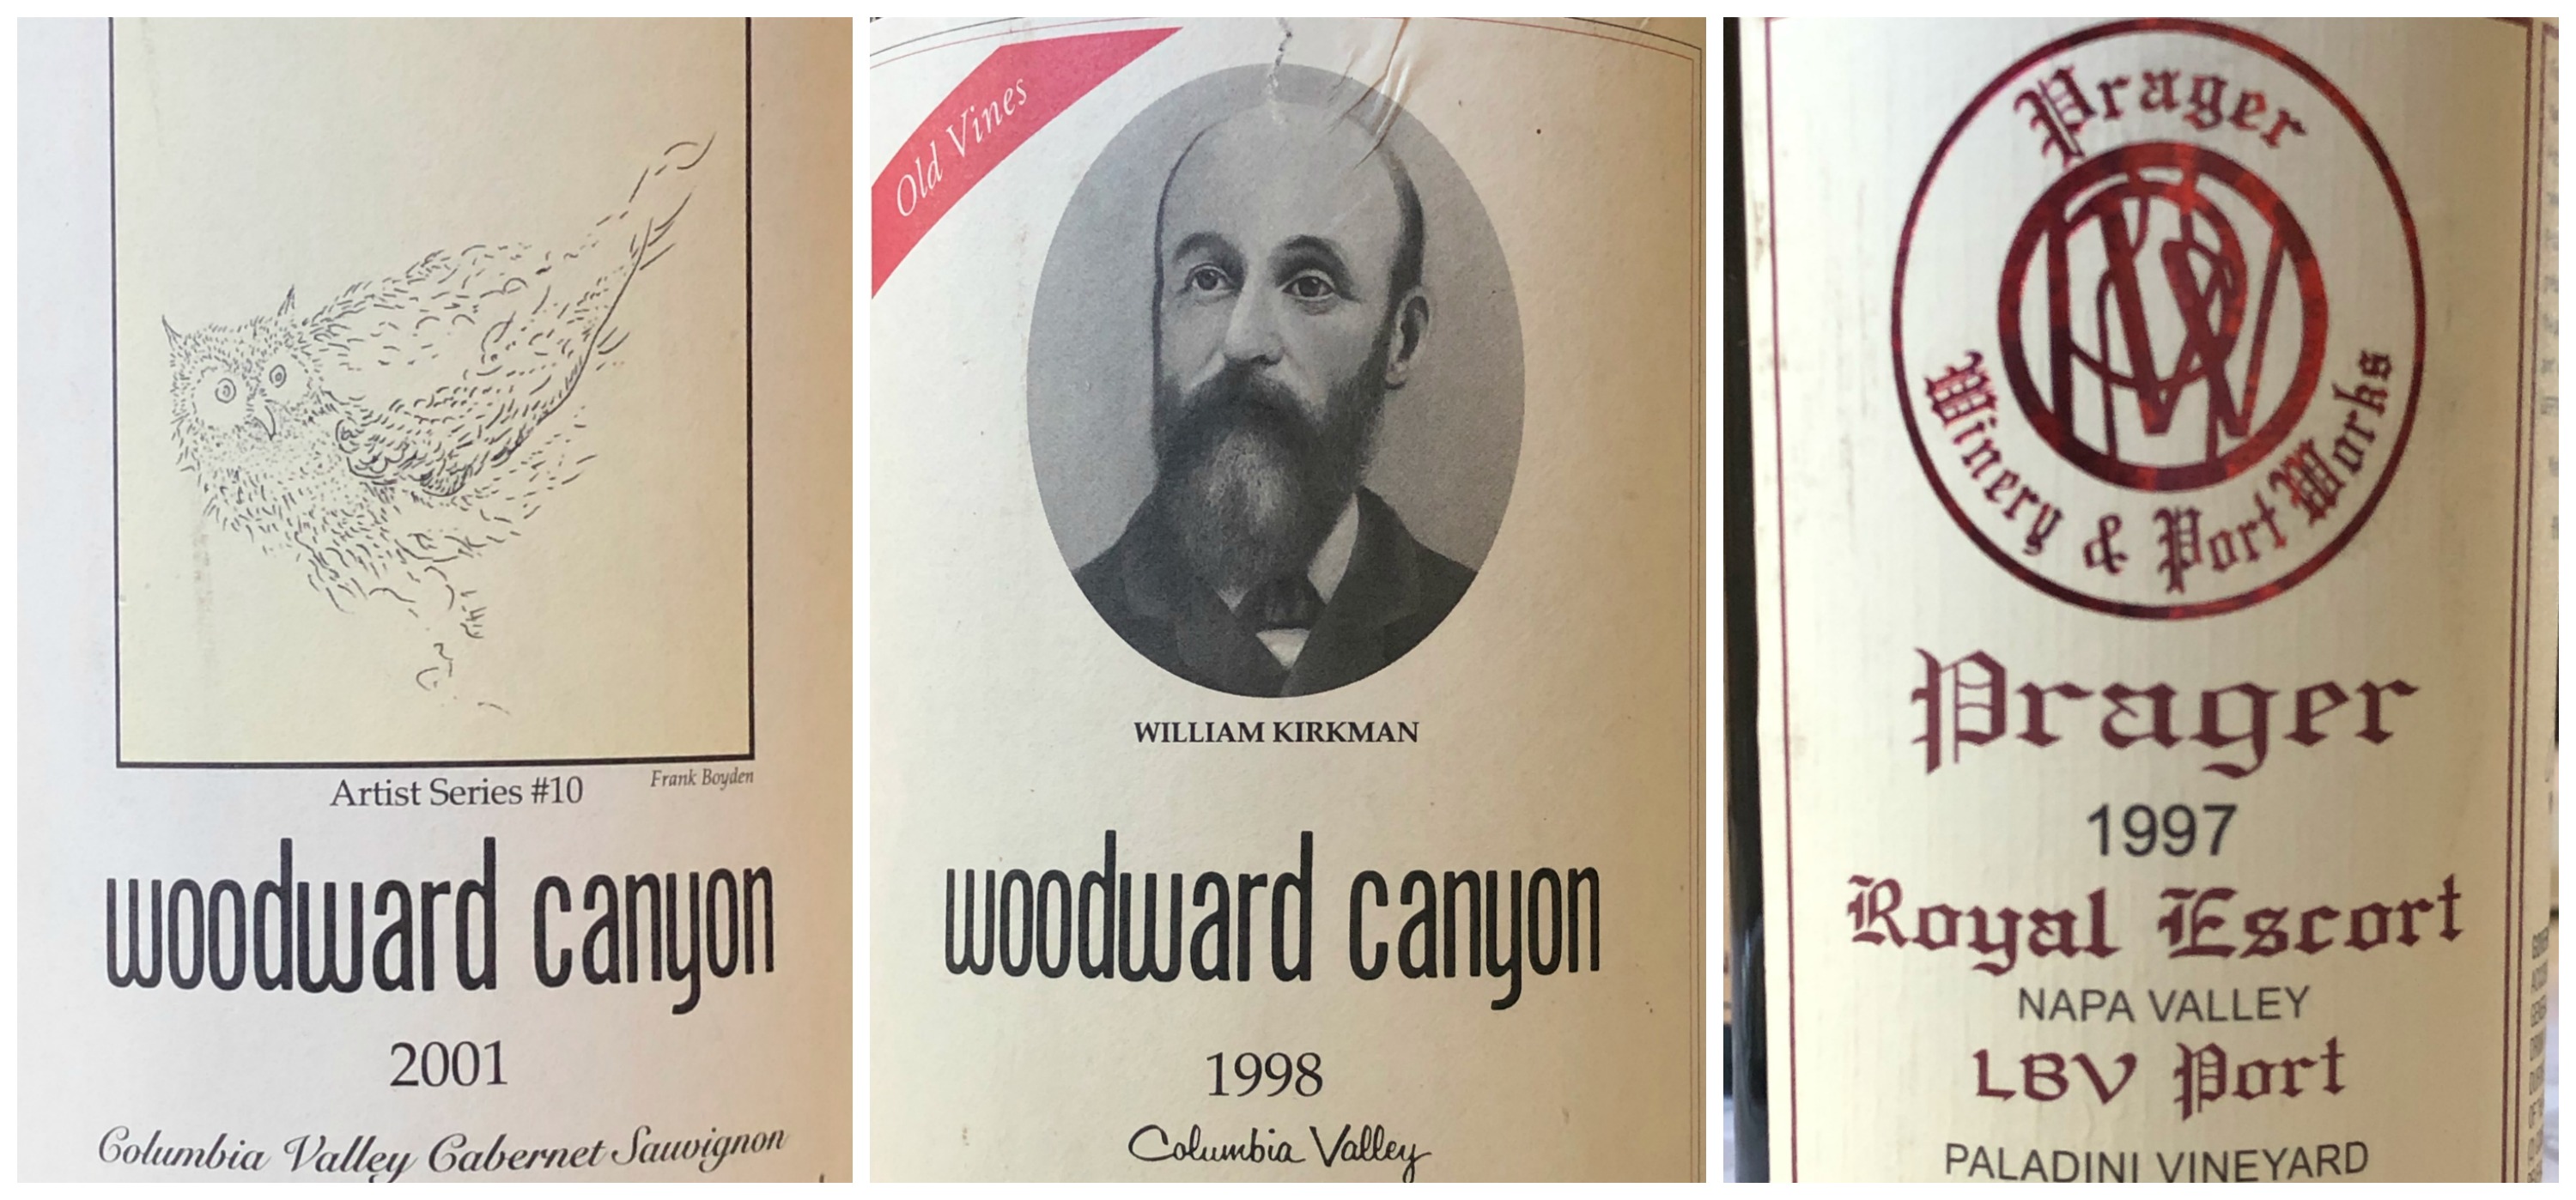 Artist Series #10
Frank Boyden
woodward canyon
2001
Columbia Valley Cabernet Sauvignon
Old Vines
WILLIAM KIRKMAN
woodward canyon
1998
Columbia Valley
Prager
Winery & Port Works
Prager
1997
Royal Escort
NAPA VALLEY
LBV Port
PALADINI VINEYARD